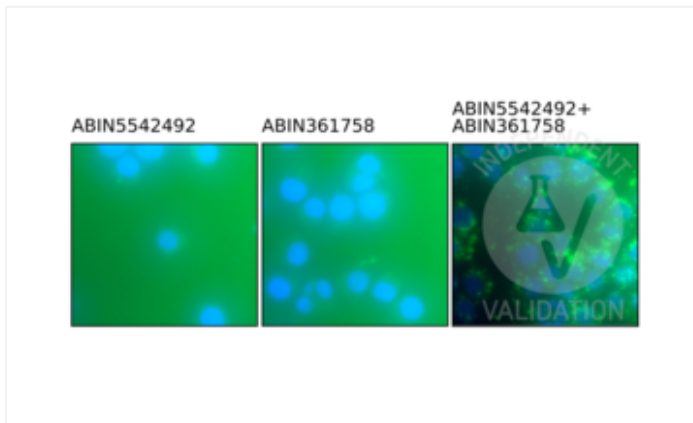 ABIN5542492
ABIN361758
ABIN5542492+
ABIN361758
INDEPENDENT
VALIDATION